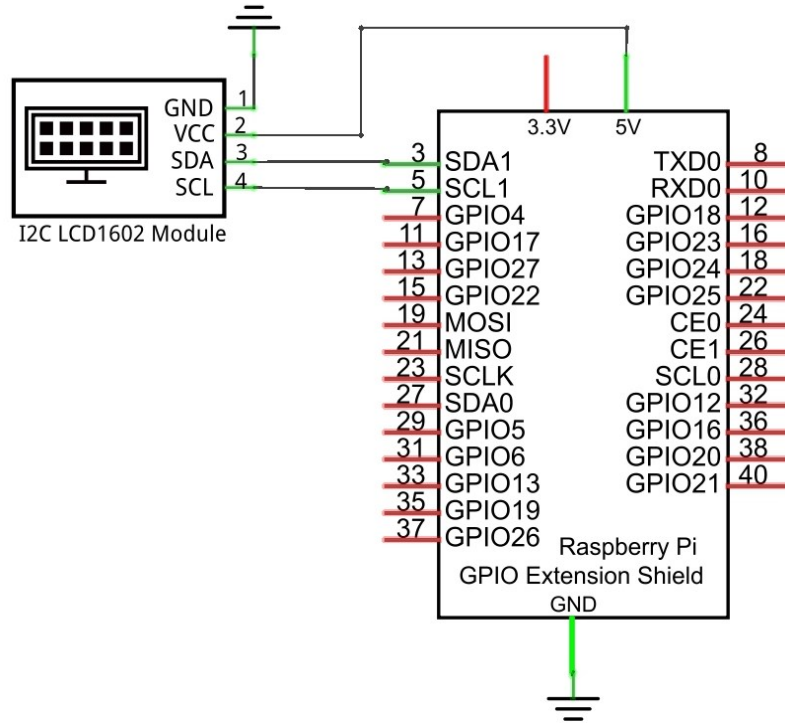 GND 1
VCC 2
SDA 3
SCL 4
I2C LCD1602 Module
3.3V 5V
3 SDA1 TXD0 8
5 SCL1 RXD0 10
7 GPIO4 GPIO18 12
11 GPIO17 GPIO23 16
13 GPIO27 GPIO24 18
15 GPIO22 GPIO25 22
19 MOSI CE0 24
21 MISO CE1 26
23 SCLK SCL0 28
27 SDA0 GPIO12 32
29 GPIO5 GPIO16 36
31 GPIO6 GPIO20 38
33 GPIO13 GPIO21 40
35 GPIO19
37 GPIO26
Raspberry Pi
GPIO Extension Shield
GND